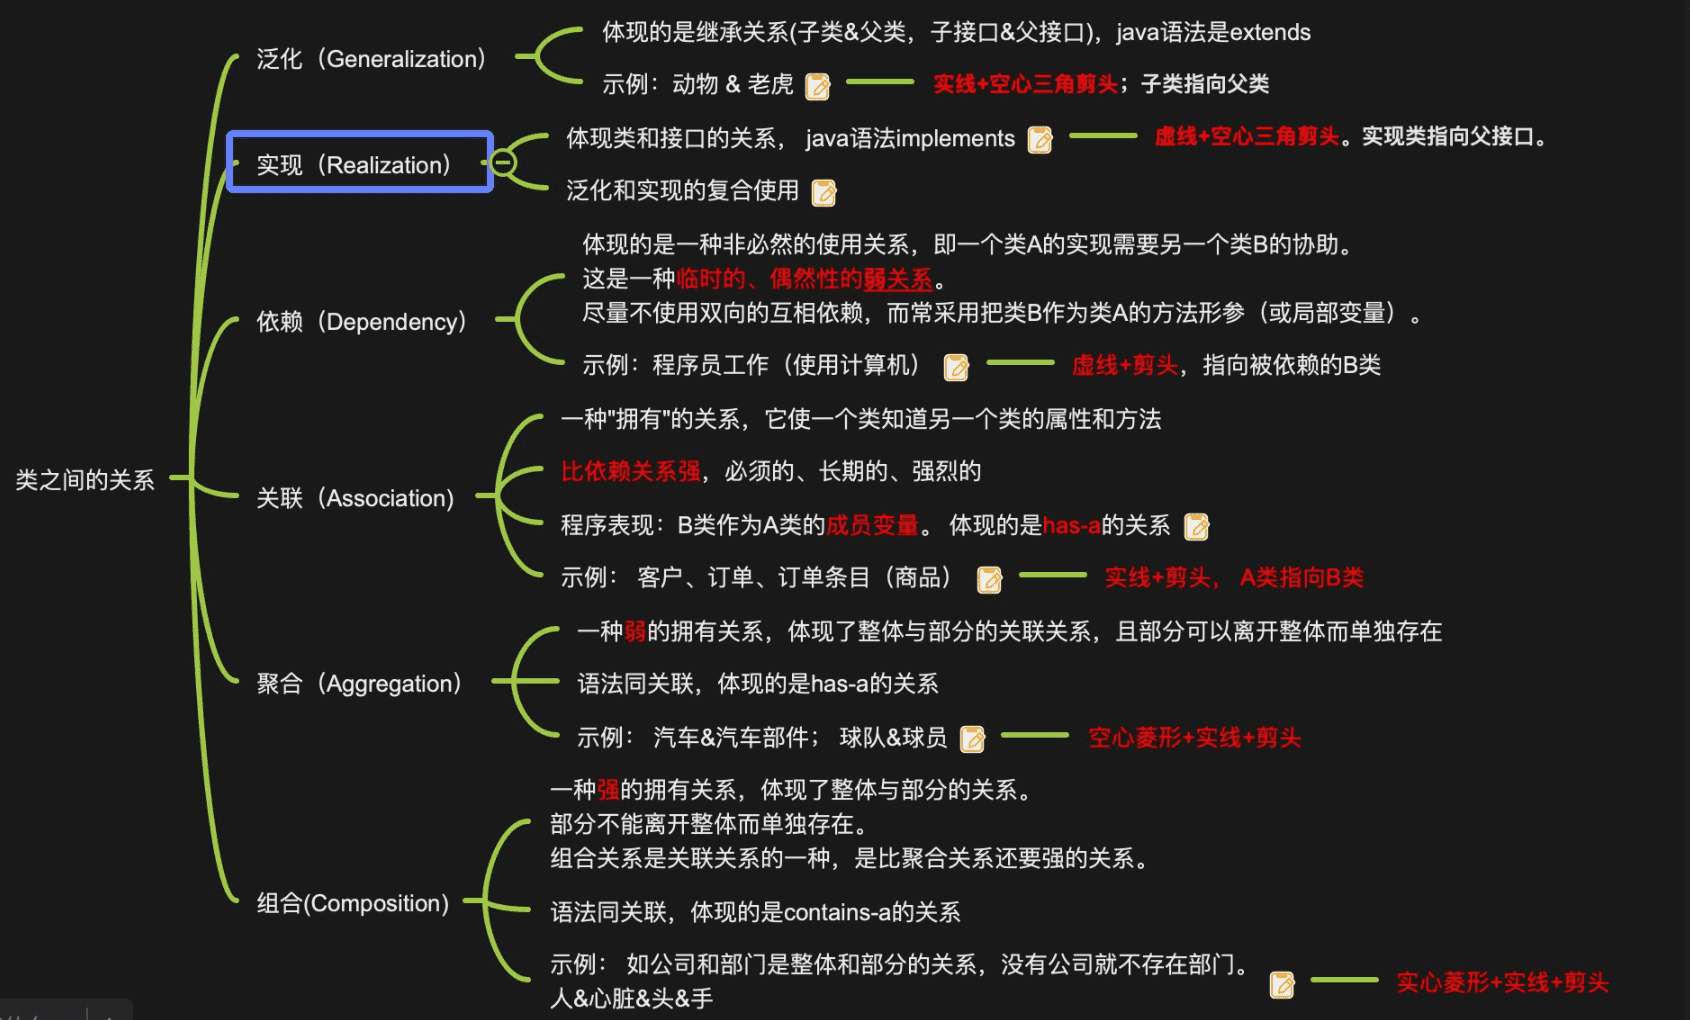 类之间的关系
泛化（Generalization）
体现的是继承关系(子类&父类，子接口&父接口)，java语法是extends
示例：动物 & 老虎
实线+空心三角剪头；子类指向父类
实现（Realization）
体现类和接口的关系， java语法implements
虚线+空心三角剪头。实现类指向父接口。
泛化和实现的复合使用
依赖（Dependency）
体现的是一种非必然的使用关系，即一个类A的实现需要另一个类B的协助。
这是一种临时的、偶然性的弱关系。
尽量不使用双向的互相依赖，而常采用把类B作为类A的方法形参（或局部变量）。
示例：程序员工作（使用计算机）
虚线+剪头，指向被依赖的B类
关联（Association）
一种"拥有"的关系，它使一个类知道另一个类的属性和方法
比依赖关系强，必须的、长期的、强烈的
程序表现：B类作为A类的成员变量。 体现的是has-a的关系
示例： 客户、订单、订单条目（商品）
实线+剪头， A类指向B类
聚合（Aggregation）
一种弱的拥有关系，体现了整体与部分的关联关系，且部分可以离开整体而单独存在
语法同关联，体现的是has-a的关系
示例： 汽车&汽车部件； 球队&球员
空心菱形+实线+剪头
组合(Composition)
一种强的拥有关系，体现了整体与部分的关系。
部分不能离开整体而单独存在。
组合关系是关联关系的一种，是比聚合关系还要强的关系。
语法同关联，体现的是contains-a的关系
示例： 如公司和部门是整体和部分的关系，没有公司就不存在部门。
人&心脏&头&手
实心菱形+实线+剪头